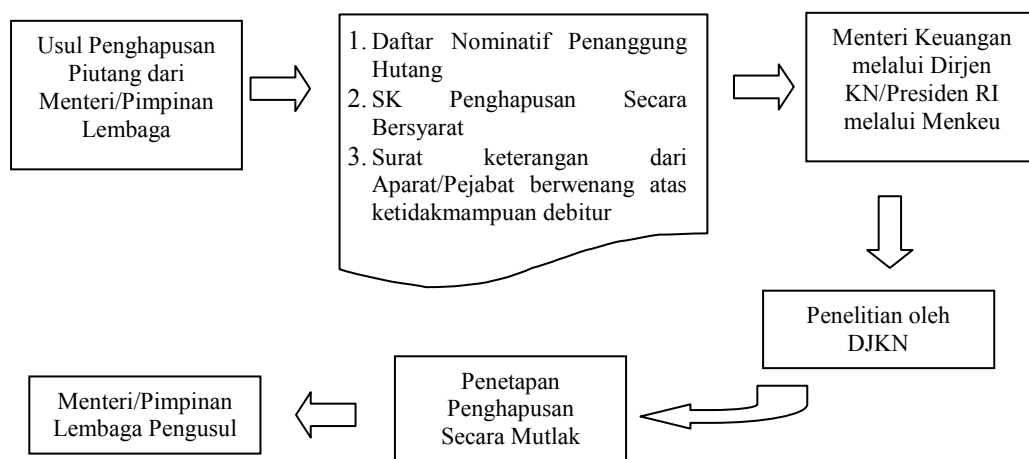 Usul Penghapusan
Piutang dari
Menteri/Pimpinan
Lembaga
1. Daftar Nominatif Penanggung
Hutang
2. SK Penghapusan Secara
Bersyarat
3. Surat keterangan dari
Aparat/Pejabat berwenang atas
ketidakmampuan debitur
Menteri Keuangan
melalui Dirjen
KN/Presiden RI
melalui Menkeu
Penelitian oleh
DJKN
Penetapan
Penghapusan
Secara Mutlak
Menteri/Pimpinan
Lembaga Pengusul